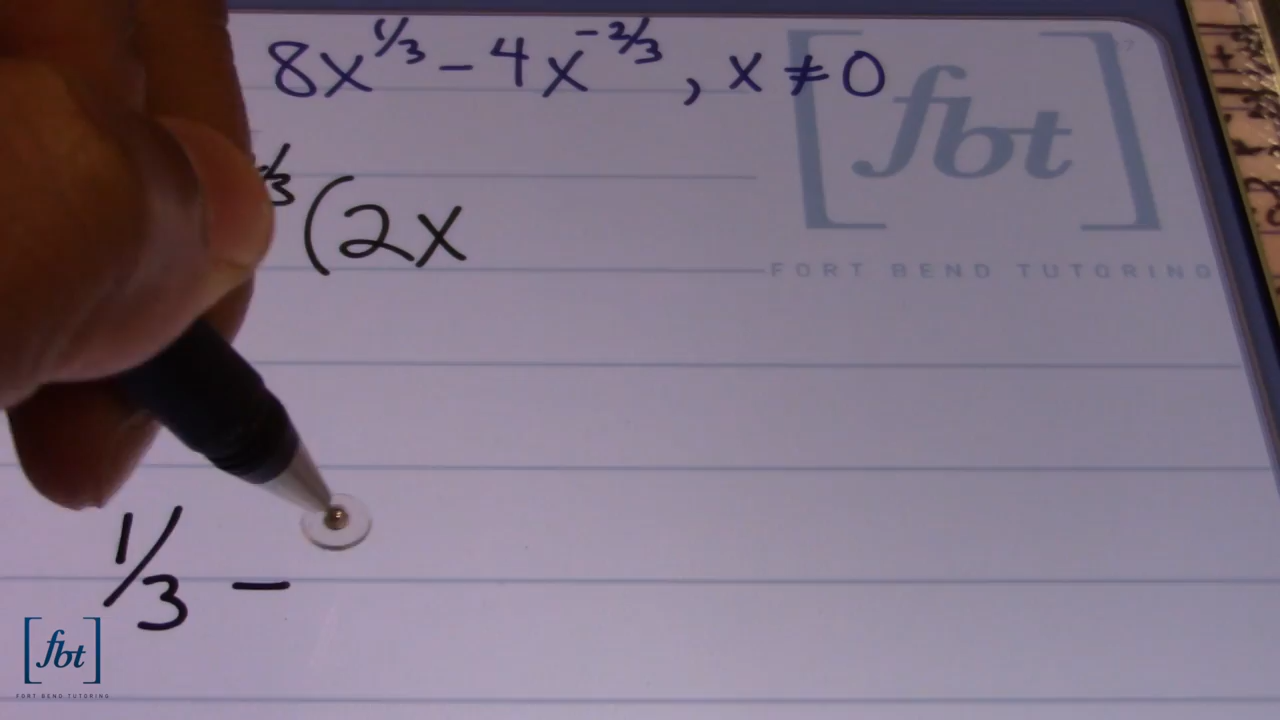 8x^1/3 - 4x^-2/3, x ≠ 0
[fbt]
(2x
FORT BEND TUTORING
1/3 -
[fbt]
FORT BEND TUTORING